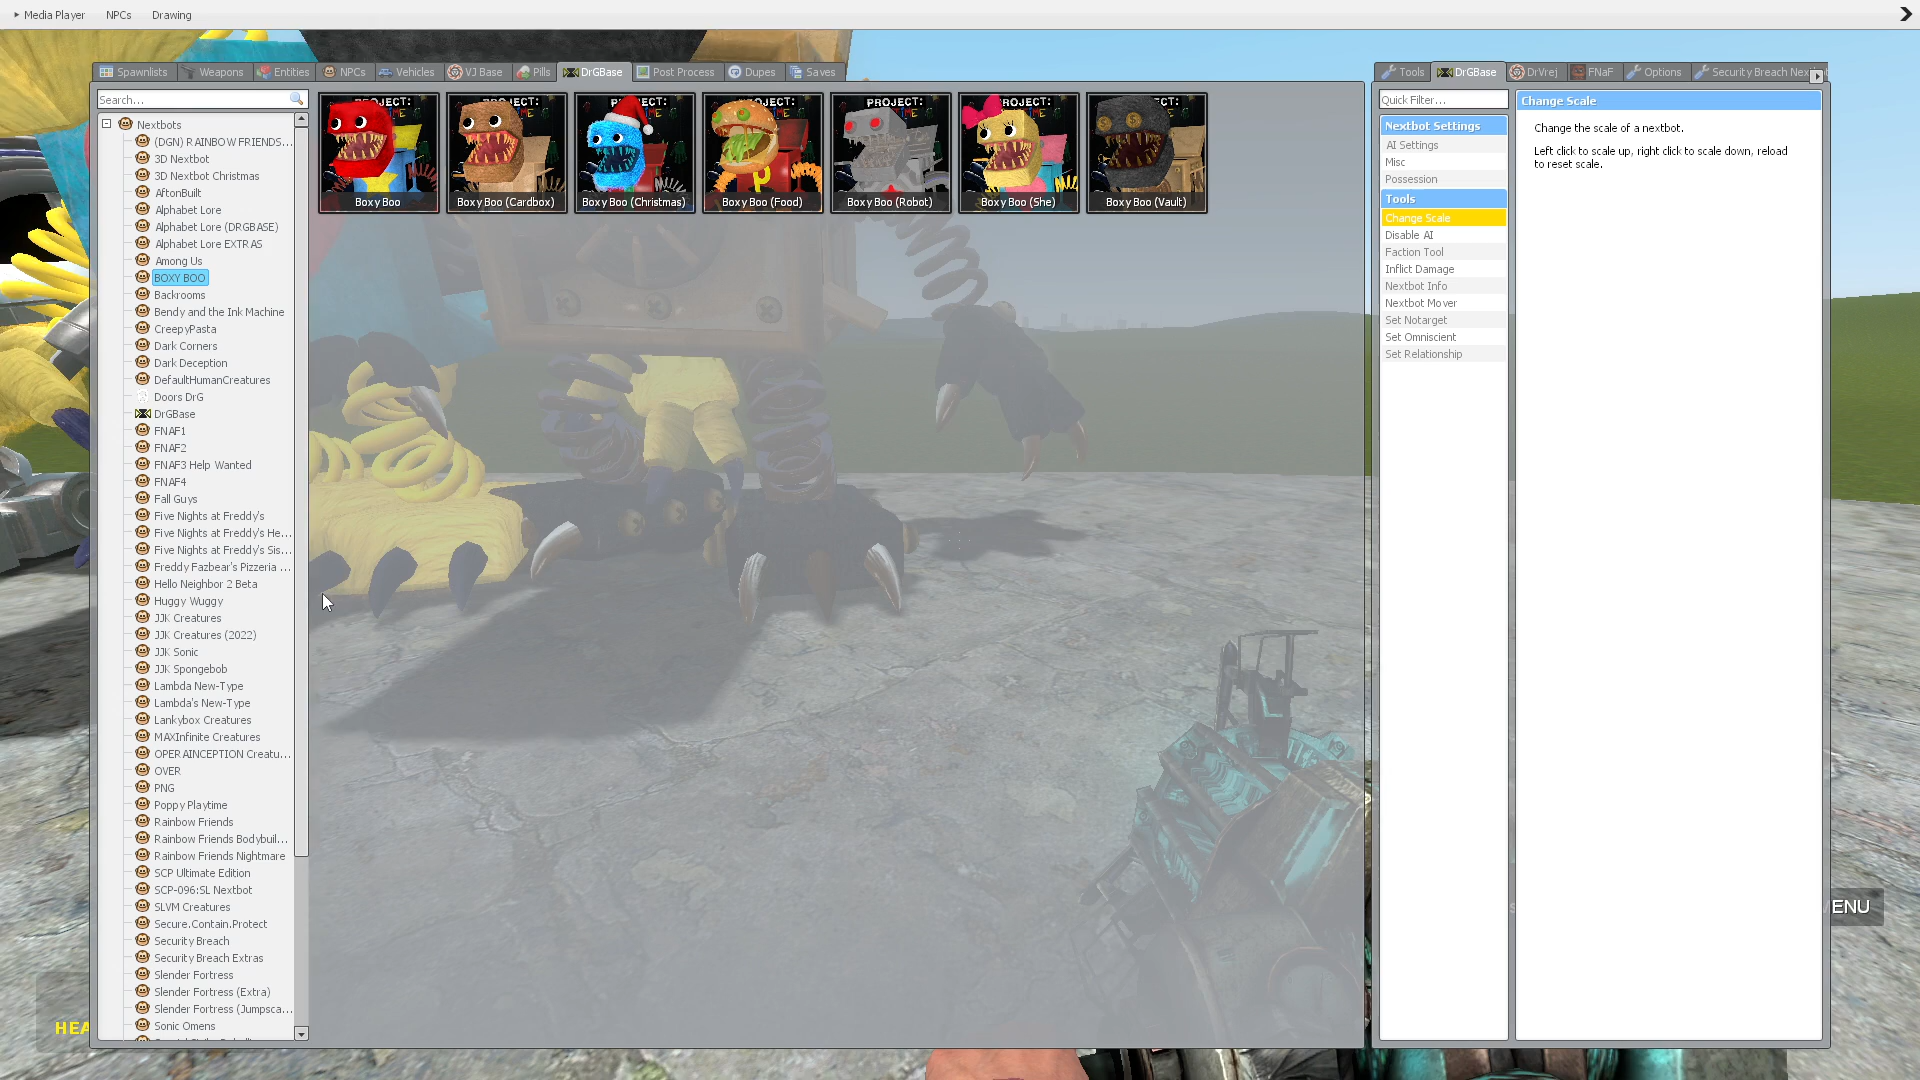 Media Player NPCs Drawing
Spawnlists Weapons Entities NPCs Vehicles VJ Base Pills DrGBase Post Process Dupes Saves
Search...
Nextbots
(DGN) RAINBOW FRIENDS...
3D Nextbot
3D Nextbot Christmas
AftonBuilt
Alphabet Lore
Alphabet Lore (DRGBASE)
Alphabet Lore EXTRAS
Among Us
BOXY BOO
Backrooms
Bendy and the Ink Machine
CreepyPasta
Dark Corners
Dark Deception
DefaultHumanCreatures
Doors DrG
DrGBase
FNAF1
FNAF2
FNAF3 Help Wanted
FNAF4
Fall Guys
Five Nights at Freddy's
Five Nights at Freddy's He...
Five Nights at Freddy's Sis...
Freddy Fazbear's Pizzeria ...
Hello Neighbor 2 Beta
Huggy Wuggy
JJK Creatures
JJK Creatures (2022)
JJK Sonic
JJK Spongebob
Lambda New-Type
Lambda's New-Type
Lankybox Creatures
MAXInfinite Creatures
OPERAINCEPTION Creatu...
OVER
PNG
Poppy Playtime
Rainbow Friends
Rainbow Friends Bodybuil...
Rainbow Friends Nightmare
SCP Ultimate Edition
SCP-096:SL Nextbot
SLVM Creatures
Secure.Contain.Protect
Security Breach
Security Breach Extras
Slender Fortress
Slender Fortress (Extra)
Slender Fortress (Jumpsca...
Sonic Omens
PROJECT:
Boxy Boo
Boxy Boo (Cardbox)
Boxy Boo (Christmas)
Boxy Boo (Food)
Boxy Boo (Robot)
Boxy Boo (She)
Boxy Boo (Vault)
Tools DrGBase DrVrej FNaF Options Security Breach
Quick Filter...
Nextbot Settings
AI Settings
Misc
Possession
Tools
Change Scale
Disable AI
Faction Tool
Inflict Damage
Nextbot Info
Nextbot Mover
Set Notarget
Set Omniscient
Set Relationship
Change Scale
Change the scale of a nextbot.
Left click to scale up, right click to scale down, reload
to reset scale.
ENU
HEA